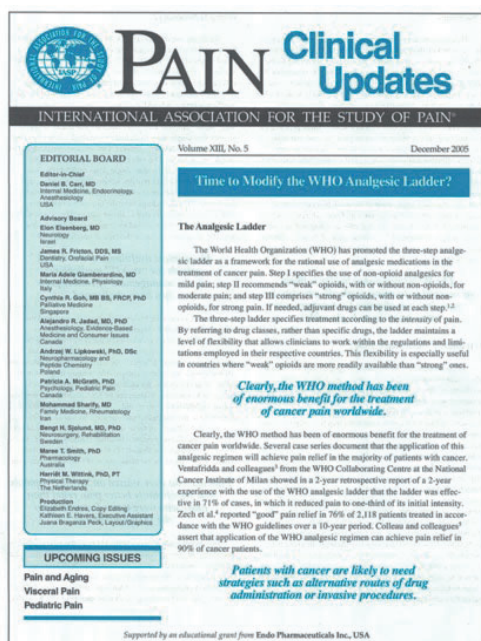 INTERNATIONAL ASSOCIATION FOR THE STUDY OF PAIN
IASP
PAIN
Clinical
Updates
INTERNATIONAL ASSOCIATION FOR THE STUDY OF PAIN®
EDITORIAL BOARD
Editor-in-Chief
Daniel B. Carr, MD
Internal Medicine, Endocrinology,
Anesthesiology
USA
Advisory Board
Elon Eisenberg, MD
Neurology
Israel
James R. Fricton, DDS, MS
Dentistry, Orofacial Pain
USA
Maria Adele Giamberardino, MD
Internal Medicine, Physiology
Italy
Cynthia R. Goh, MB BS, FRCP, PhD
Palliative Medicine
Singapore
Alejandro R. Jadad, MD, PhD
Anesthesiology, Evidence-Based
Medicine and Consumer Issues
Canada
Andrzej W. Lipkowski, PhD, DSc
Neuropharmacology and
Peptide Chemistry
Poland
Patricia A. McGrath, PhD
Psychology, Pediatric Pain
Canada
Mohammad Sharify, MD
Family Medicine, Rheumatology
Iran
Bengt H. Sjolund, MD, PhD
Neurosurgery, Rehabilitation
Sweden
Maree T. Smith, PhD
Pharmacology
Australia
Harriët M. Wittink, PhD, PT
Physical Therapy
The Netherlands
Production
Elizabeth Endres, Copy Editing
Kathleen E. Havers, Executive Assistant
Juana Braganza Peck, Layout/Graphics
UPCOMING ISSUES
Pain and Aging
Visceral Pain
Pediatric Pain
Volume XIII, No. 5 December 2005
Time to Modify the WHO Analgesic Ladder?
The Analgesic Ladder
The World Health Organization (WHO) has promoted the three-step analge-
sic ladder as a framework for the rational use of analgesic medications in the
treatment of cancer pain. Step I specifies the use of non-opioid analgesics for
mild pain; step II recommends "weak" opioids, with or without non-opioids, for
moderate pain; and step III comprises "strong" opioids, with or without non-
opioids, for strong pain. If needed, adjuvant drugs can be used at each step.1,2
The three-step ladder specifies treatment according to the intensity of pain.
By referring to drug classes, rather than specific drugs, the ladder maintains a
level of flexibility that allows clinicians to work within the regulations and limi-
tations employed in their respective countries. This flexibility is especially useful
in countries where "weak" opioids are more readily available than "strong" ones.
Clearly, the WHO method has been
of enormous benefit for the treatment
of cancer pain worldwide.
Clearly, the WHO method has been of enormous benefit for the treatment of
cancer pain worldwide. Several case series document that the application of this
analgesic regimen will achieve pain relief in the majority of patients with cancer.
Ventafridda and colleagues3 from the WHO Collaborating Centre at the National
Cancer Institute of Milan showed in a 2-year retrospective report of a 2-year
experience with the use of the WHO analgesic ladder that the ladder was effec-
tive in 71% of cases, in which it reduced pain to one-third of its initial intensity.
Zech et al.4 reported "good" pain relief in 76% of 2,118 patients treated in accor-
dance with the WHO guidelines over a 10-year period. Colleau and colleagues5
assert that application of the WHO analgesic regimen can achieve pain relief in
90% of cancer patients.
Patients with cancer are likely to need
strategies such as alternative routes of drug
administration or invasive procedures.
Supported by an educational grant from Endo Pharmaceuticals Inc., USA